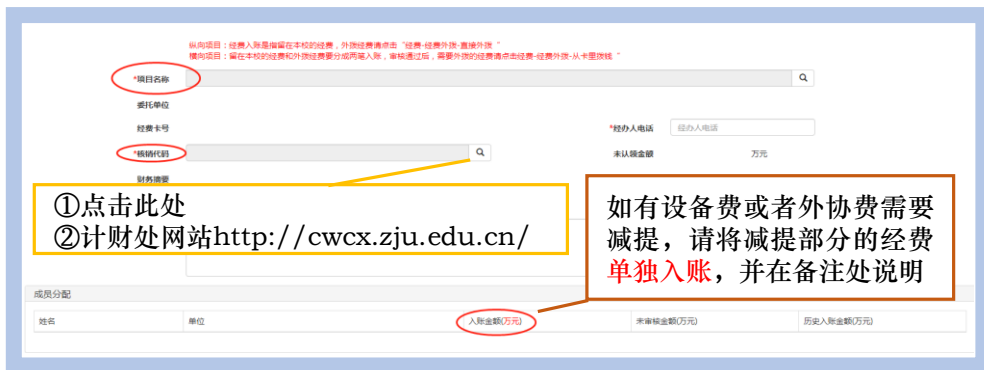 纵向项目：经费入账是指留在本校的经费，外拨经费请点击“经费-经费外拨-直接外拨 ”
横向项目：留在本校的经费和外拨经费要分成两笔入账，审核通过后，需要外拨的经费请点击经费-经费外拨-从卡里拨钱 ”
*项目名称
委托单位
经费卡号
*经办人电话 经办人电话
*核销代码
未认领金额 万元
财务摘要
①点击此处
②计财处网站http://cwcx.zju.edu.cn/
如有设备费或者外协费需要
减提，请将减提部分的经费
单独入账，并在备注处说明
成员分配
姓名 单位 入账金额(万元) 未审核金额(万元) 历史入账金额(万元)